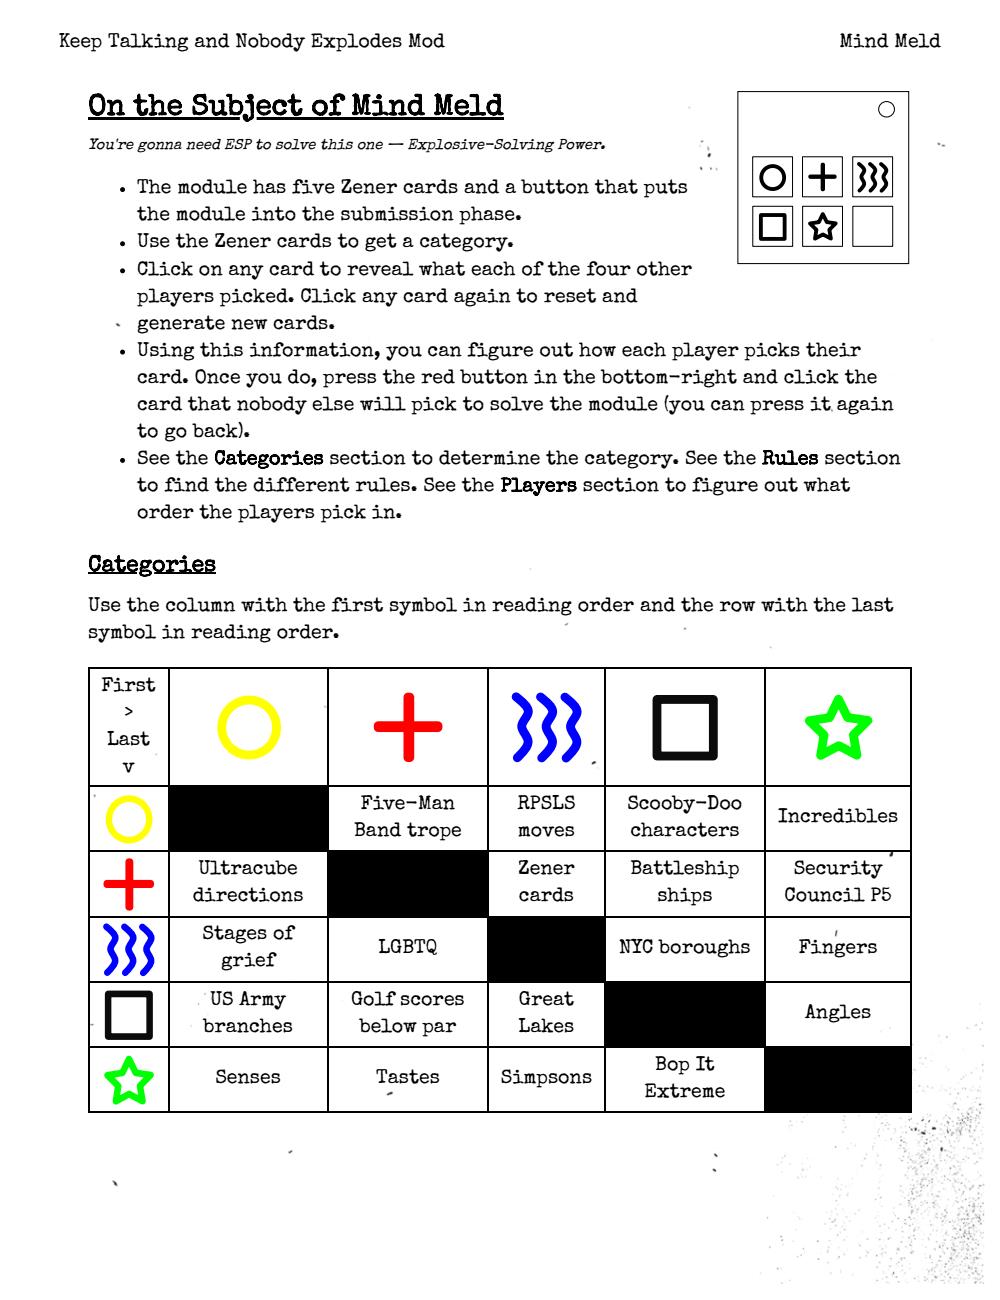 Keep Talking and Nobody Explodes Mod
Mind Meld
On the Subject of Mind Meld
You're gonna need ESP to solve this one — Explosive-Solving Power.
• The module has five Zener cards and a button that puts
the module into the submission phase.
• Use the Zener cards to get a category.
• Click on any card to reveal what each of the four other
players picked. Click any card again to reset and
generate new cards.
• Using this information, you can figure out how each player picks their
card. Once you do, press the red button in the bottom-right and click the
card that nobody else will pick to solve the module (you can press it again
to go back).
• See the Categories section to determine the category. See the Rules section
to find the different rules. See the Players section to figure out what
order the players pick in.
Categories
Use the column with the first symbol in reading order and the row with the last
symbol in reading order.
First
>
Last
v
Five-Man
Band trope
RPSLS
moves
Scooby-Doo
characters
Incredibles
Ultracube
directions
Zener
cards
Battleship
ships
Security
Council P5
Stages of
grief
LGBTQ
NYC boroughs
Fingers
US Army
branches
Golf scores
below par
Great
Lakes
Angles
Senses
Tastes
Simpsons
Bop It
Extreme